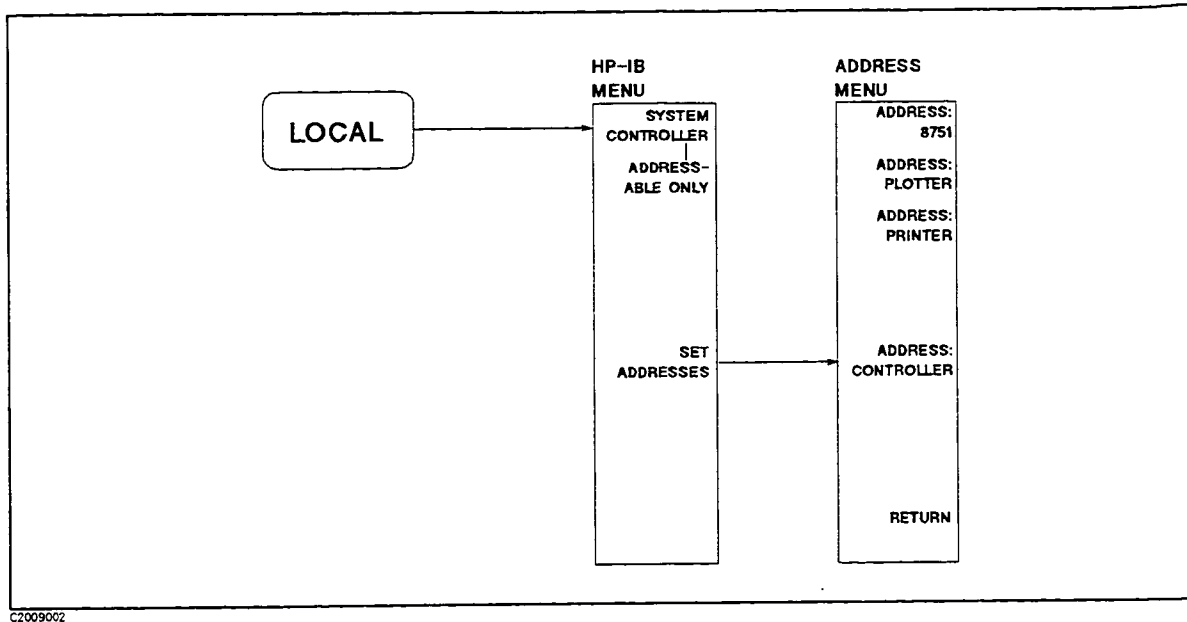 LOCAL
HP-IB
MENU
SYSTEM
CONTROLLER
ADDRESS-
ABLE ONLY
SET
ADDRESSES
ADDRESS
MENU
ADDRESS:
8751
ADDRESS:
PLOTTER
ADDRESS:
PRINTER
ADDRESS:
CONTROLLER
RETURN
C2009002